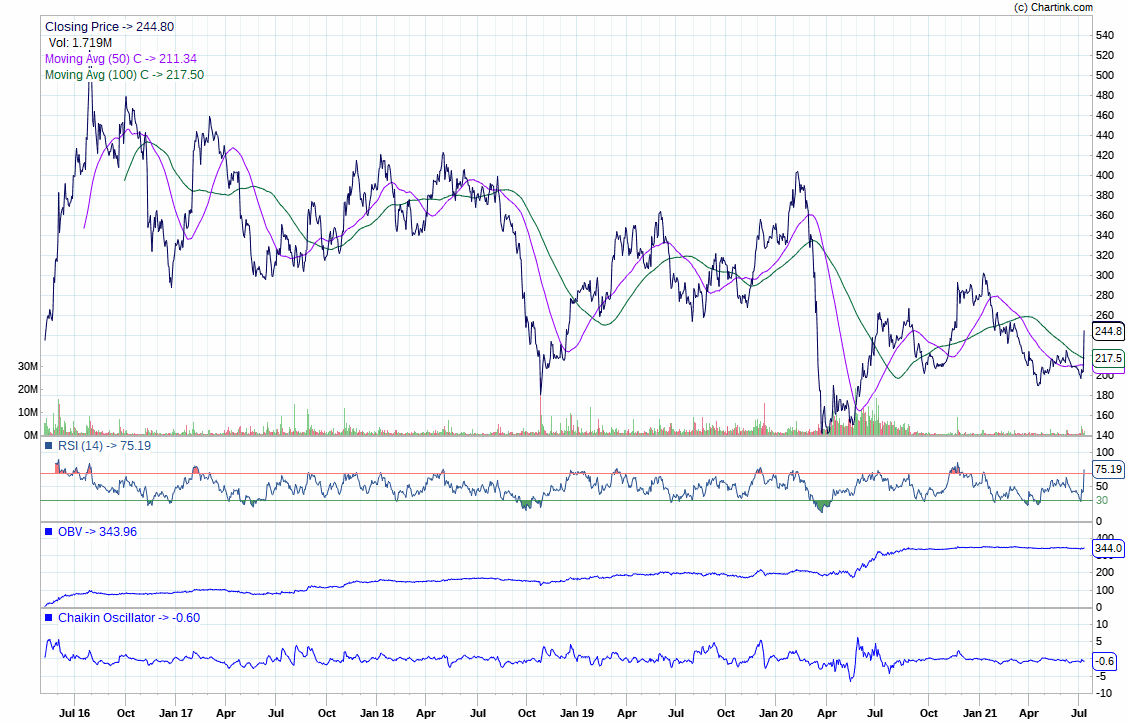 (c) Chartink.com
Closing Price -> 244.80
Vol: 1.719M
Moving Avg (50) C -> 211.34
Moving Avg (100) C -> 217.50
540
520
500
480
460
440
420
400
380
360
340
320
300
280
260
244.8
217.5
200
180
160
140
30M
20M
10M
0M
RSI (14) -> 75.19
100
75.19
50
30
0
OBV -> 343.96
400
344.0
200
100
0
Chaikin Oscillator -> -0.60
10
5
-0.6
-5
-10
Jul 16 Oct Jan 17 Apr Jul Oct Jan 18 Apr Jul Oct Jan 19 Apr Jul Oct Jan 20 Apr Jul Oct Jan 21 Apr Jul